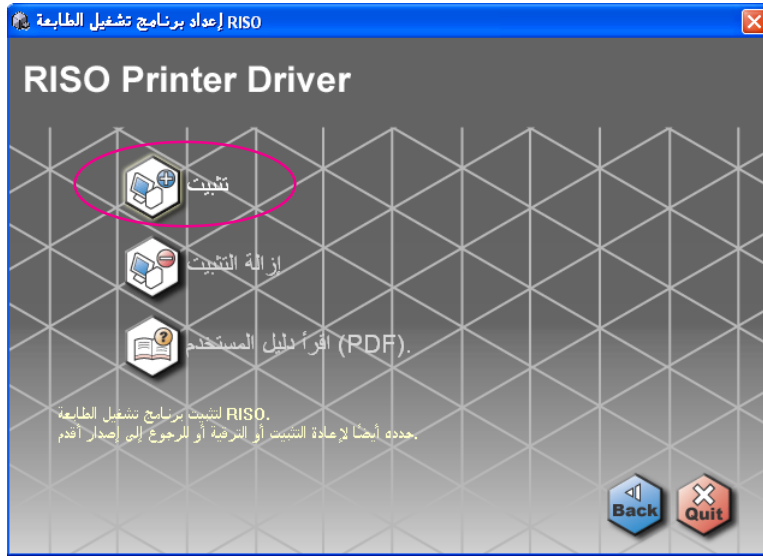 إعداد برنامج تشغيل الطابعة RISO
RISO Printer Driver
تثبيت
إزالة التثبيت
اقرأ دليل المستخدم (PDF).
لتثبيت برنامج تشغيل الطابعة RISO.
حدده أيضًا لإعادة التثبيت أو الترقية أو للرجوع إلى إصدار أقدم.
Back
Quit